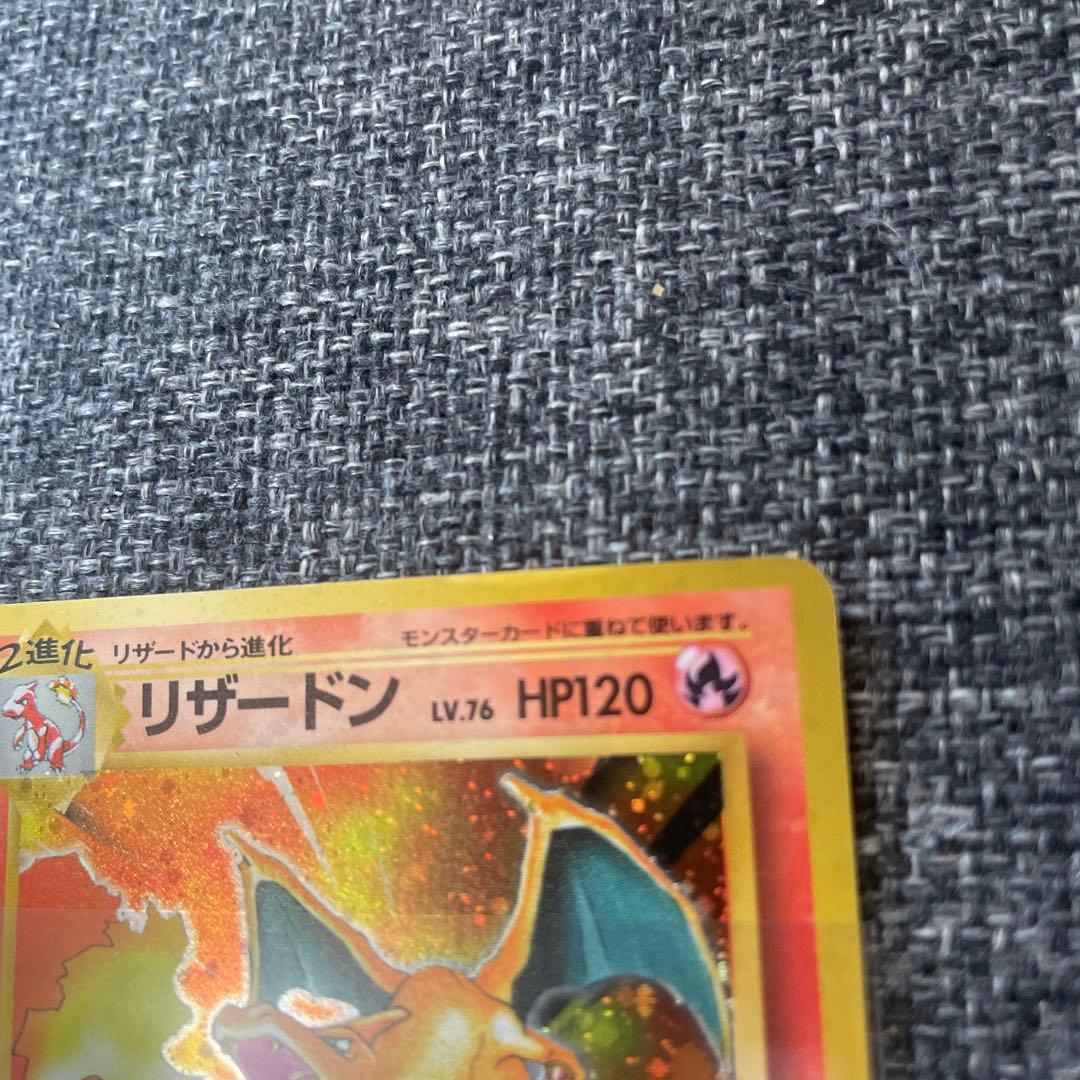 モンスターカードに重ねて使います。
2進化 リザードから進化
リザードン LV.76 HP120